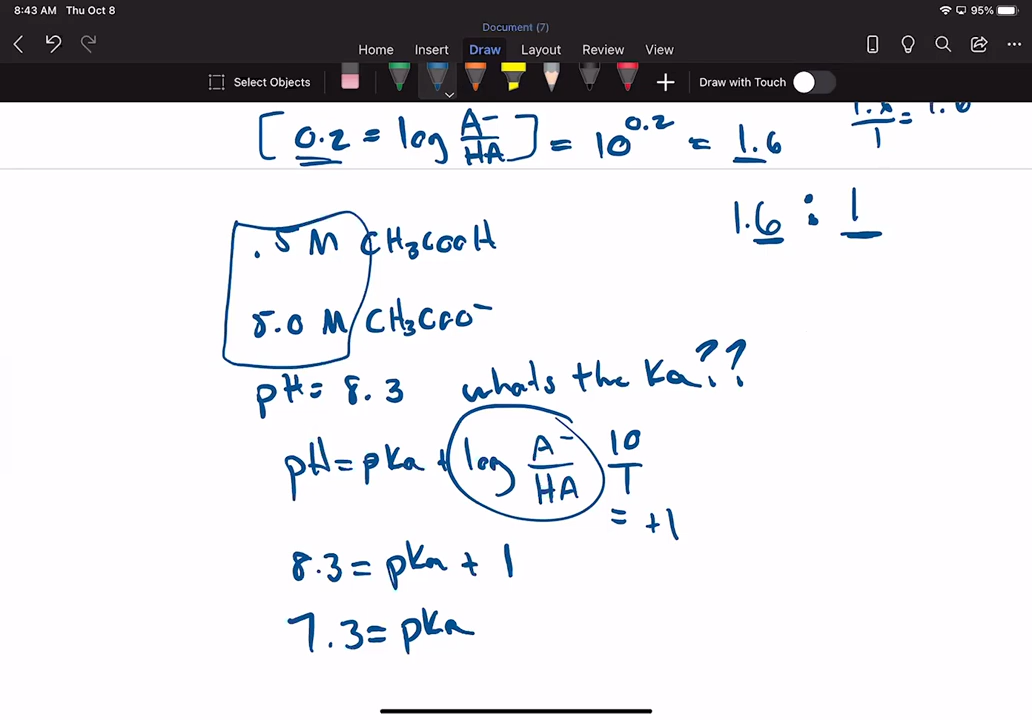 8:43 AM Thu Oct 8
95%
Document (7)
Home Insert Draw Layout Review View
Select Objects
Draw with Touch
[0.2 = log A-/HA] = 10^0.2 = 1.6
1.6 : 1
.5 M CH3COOH
5.0 M CH3COO-
pH = 8.3 whats the Ka??
pH = pKa + log A-/HA 10/1
= +1
8.3 = pKa + 1
7.3 = pKa